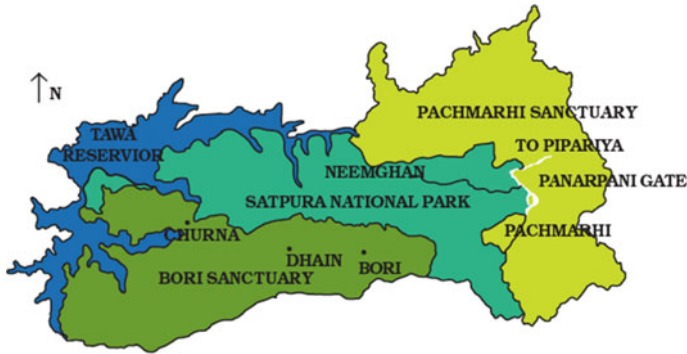 N
PACHMARHI SANCTUARY
TAWA
RESERVIOR
TO PIPARIYA
NEEMGHAN
PANARPANI GATE
SATPURA NATIONAL PARK
CHURNA
PACHMARHI
DHAIN
BORI
BORI SANCTUARY